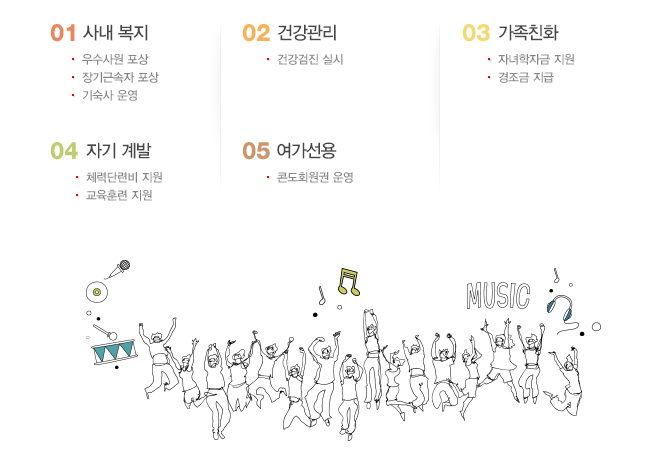 01 사내 복지
우수사원 포상
장기근속자 포상
기숙사 운영
02 건강관리
건강검진 실시
03 가족친화
자녀학자금 지원
경조금 지급
04 자기 계발
체력단련비 지원
교육훈련 지원
05 여가선용
콘도회원권 운영
MUSIC